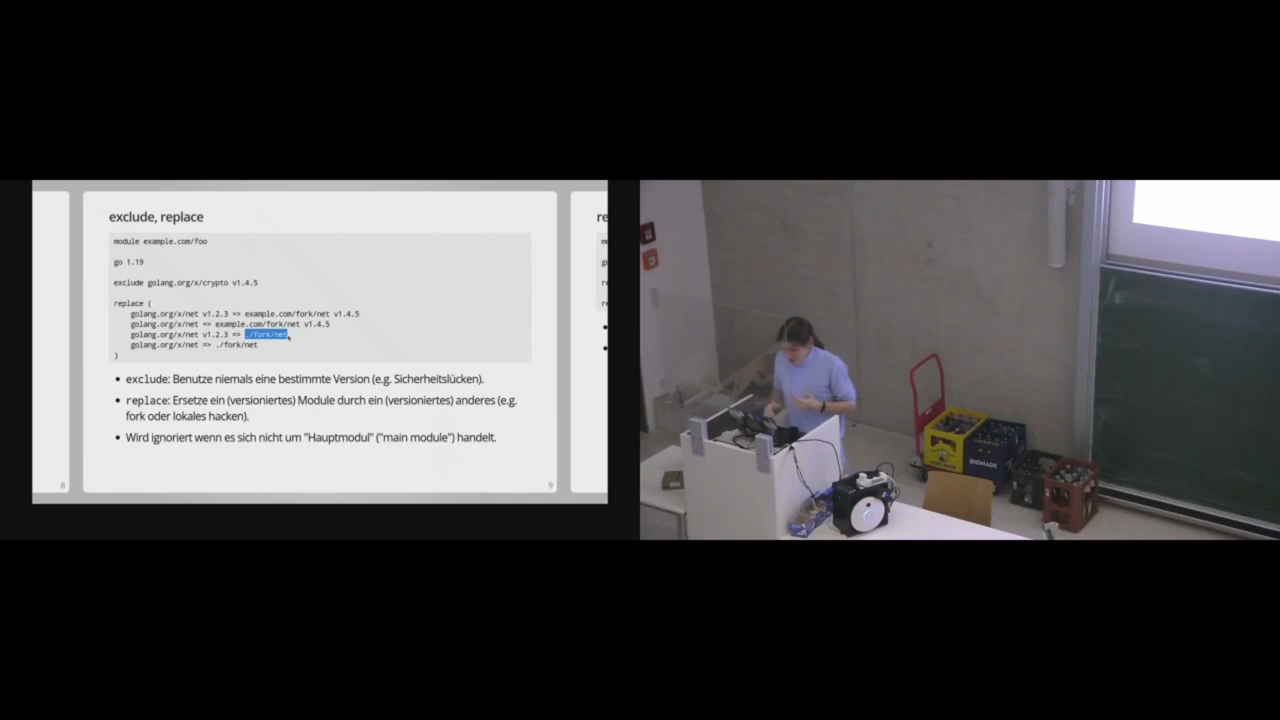 exclude, replace
module example.com/foo
go 1.19
exclude golang.org/x/crypto v1.4.5
replace (
golang.org/x/net v1.2.3 => example.com/fork/net v1.4.5
golang.org/x/net => example.com/fork/net v1.4.5
golang.org/x/net v1.2.3 => ./fork/net
golang.org/x/net => ./fork/net
)
• exclude: Benutze niemals eine bestimmte Version (e.g. Sicherheitslücken).
• replace: Ersetze ein (versioniertes) Module durch ein (versioniertes) anderes (e.g.
fork oder lokales hacken).
• Wird ignoriert wenn es sich nicht um "Hauptmodul" ("main module") handelt.
8
9
re
BIONADE